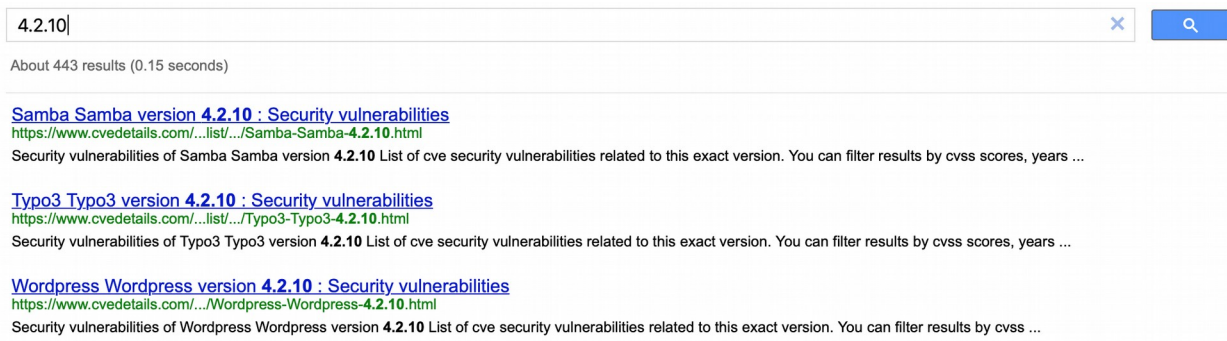 4.2.10
About 443 results (0.15 seconds)
Samba Samba version 4.2.10 : Security vulnerabilities
https://www.cvedetails.com/...list/.../Samba-Samba-4.2.10.html
Security vulnerabilities of Samba Samba version 4.2.10 List of cve security vulnerabilities related to this exact version. You can filter results by cvss scores, years ...
Typo3 Typo3 version 4.2.10 : Security vulnerabilities
https://www.cvedetails.com/...list/.../Typo3-Typo3-4.2.10.html
Security vulnerabilities of Typo3 Typo3 version 4.2.10 List of cve security vulnerabilities related to this exact version. You can filter results by cvss scores, years ...
Wordpress Wordpress version 4.2.10 : Security vulnerabilities
https://www.cvedetails.com/.../Wordpress-Wordpress-4.2.10.html
Security vulnerabilities of Wordpress Wordpress version 4.2.10 List of cve security vulnerabilities related to this exact version. You can filter results by cvss ...